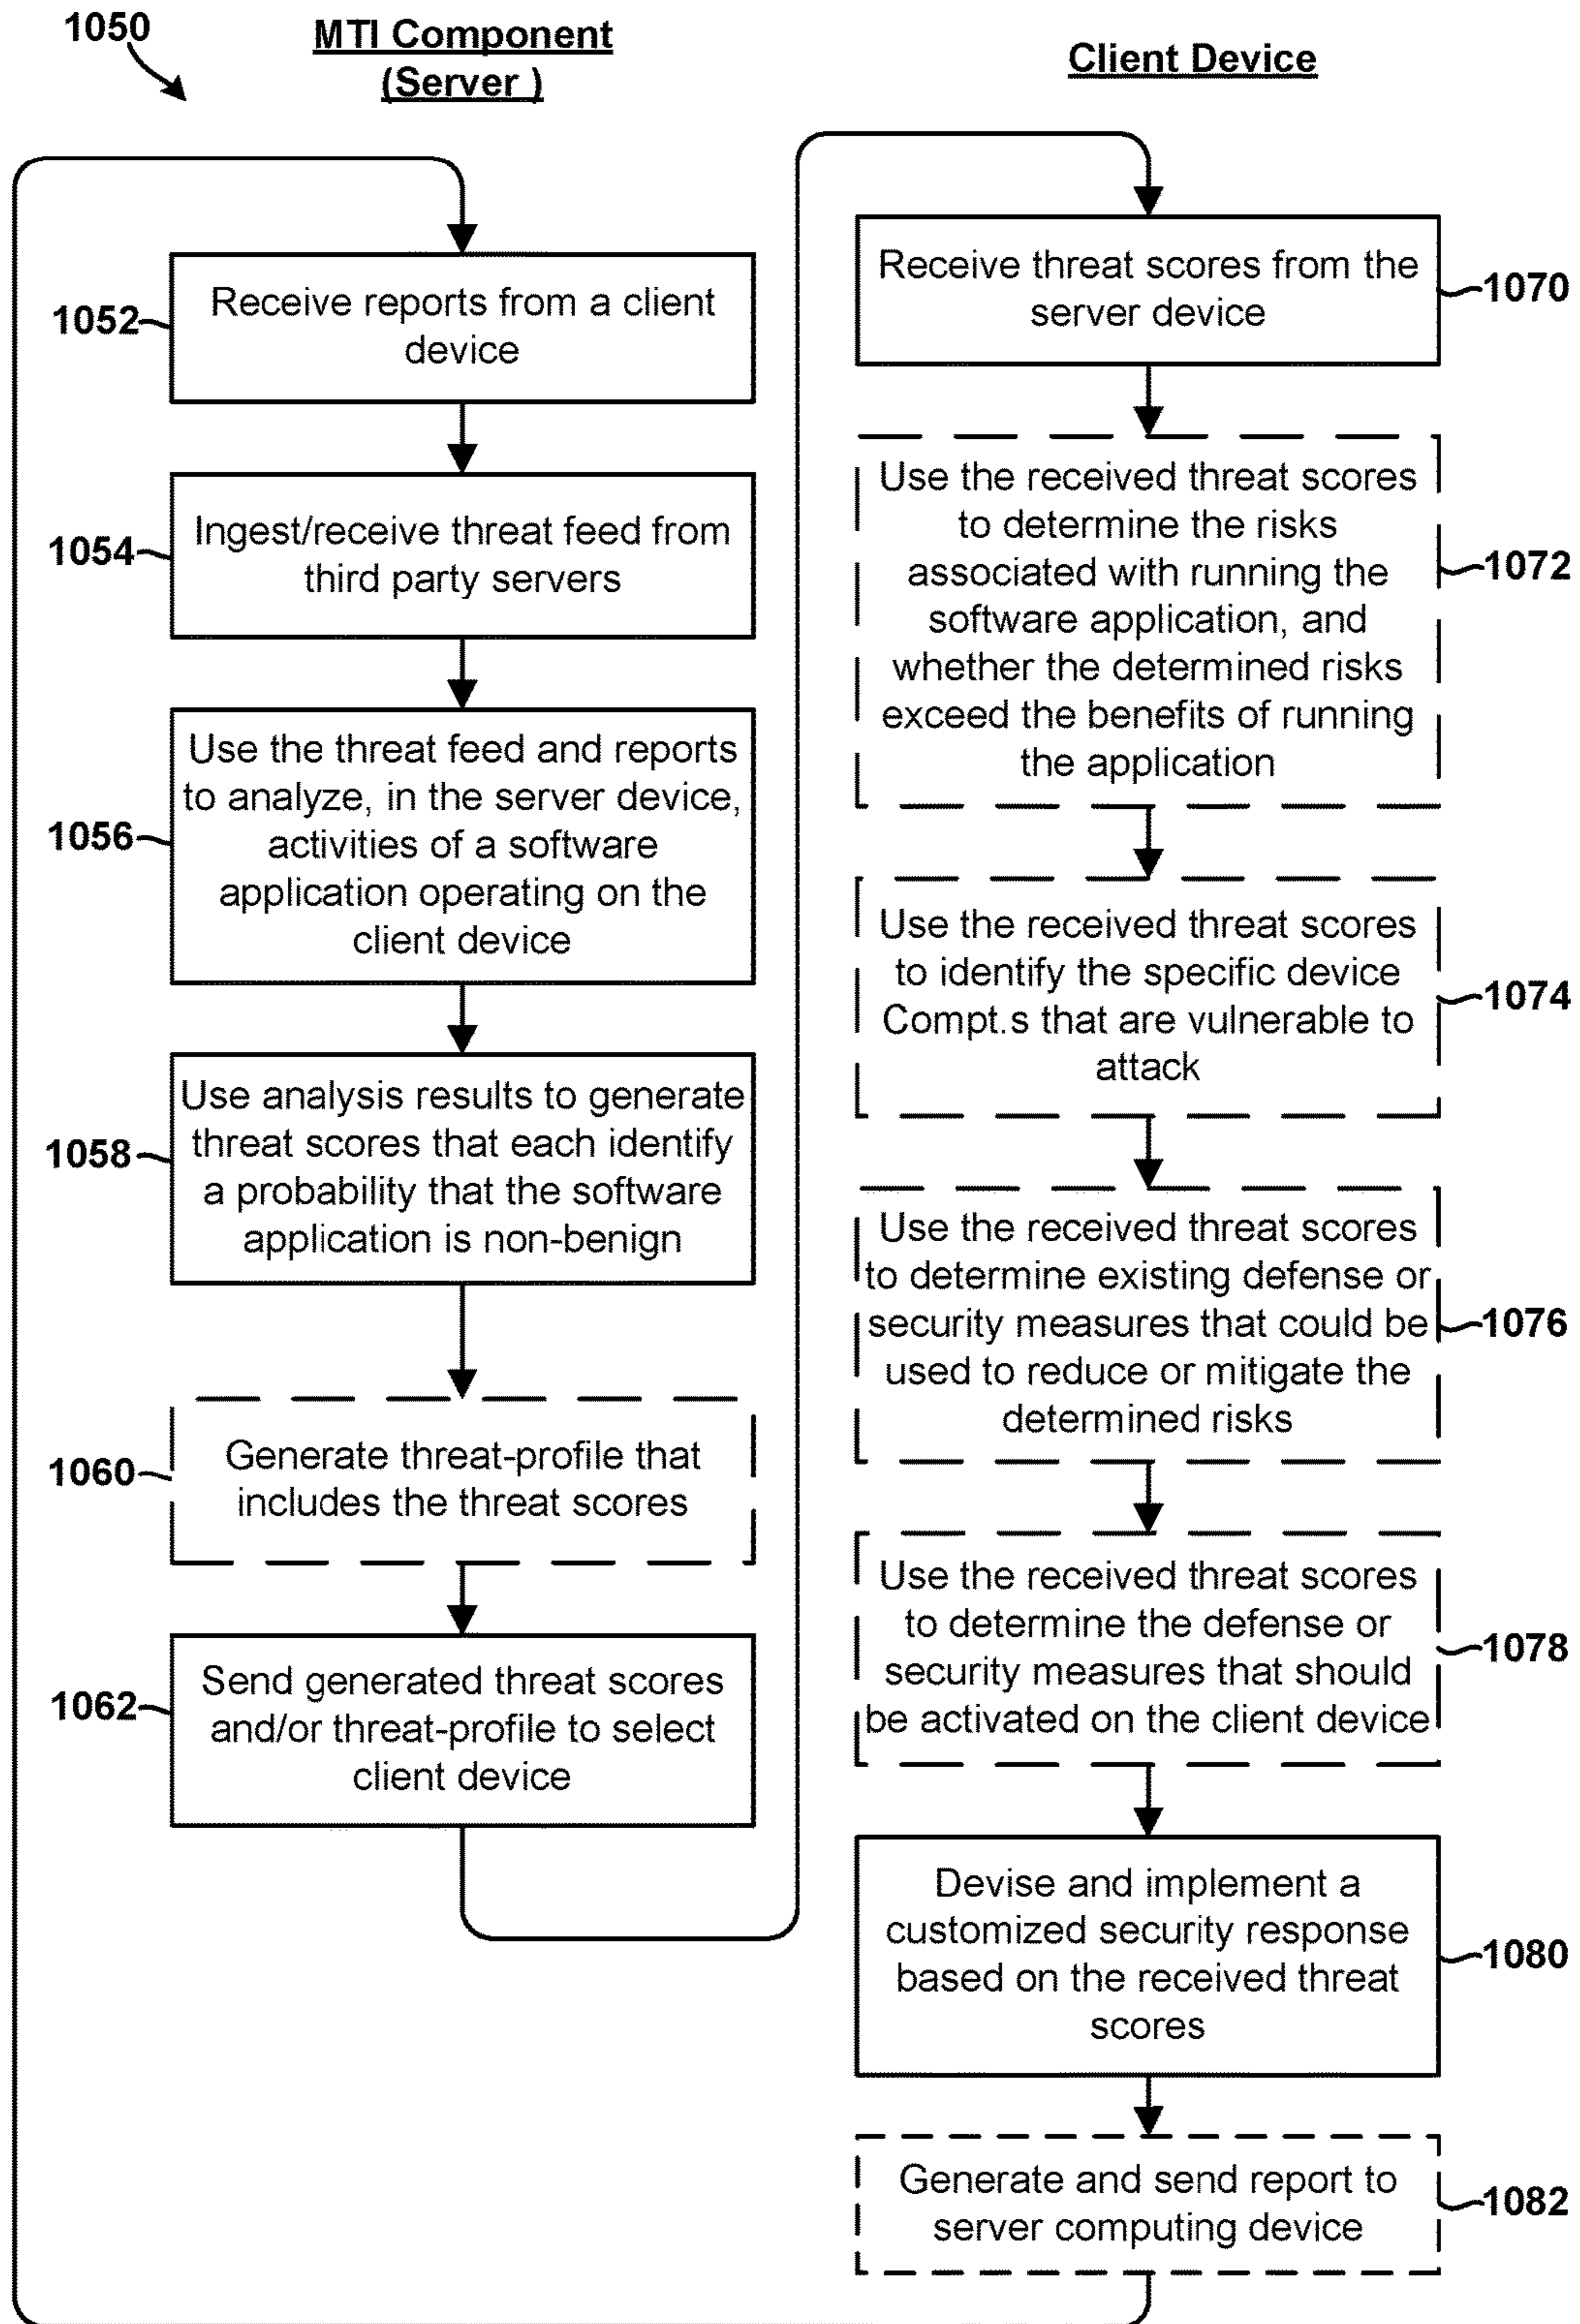 1050
MTI Component
(Server )
1052
Receive reports from a client
device
1054
Ingest/receive threat feed from
third party servers
1056
Use the threat feed and reports
to analyze, in the server device,
activities of a software
application operating on the
client device
1058
Use analysis results to generate
threat scores that each identify
a probability that the software
application is non-benign
1060
Generate threat-profile that
includes the threat scores
1062
Send generated threat scores
and/or threat-profile to select
client device
Client Device
Receive threat scores from the
server device
1070
Use the received threat scores
to determine the risks
associated with running the
software application, and
whether the determined risks
exceed the benefits of running
the application
1072
Use the received threat scores
to identify the specific device
Compt.s that are vulnerable to
attack
1074
Use the received threat scores
to determine existing defense or
security measures that could be
used to reduce or mitigate the
determined risks
1076
Use the received threat scores
to determine the defense or
security measures that should
be activated on the client device
1078
Devise and implement a
customized security response
based on the received threat
scores
1080
Generate and send report to
server computing device
1082